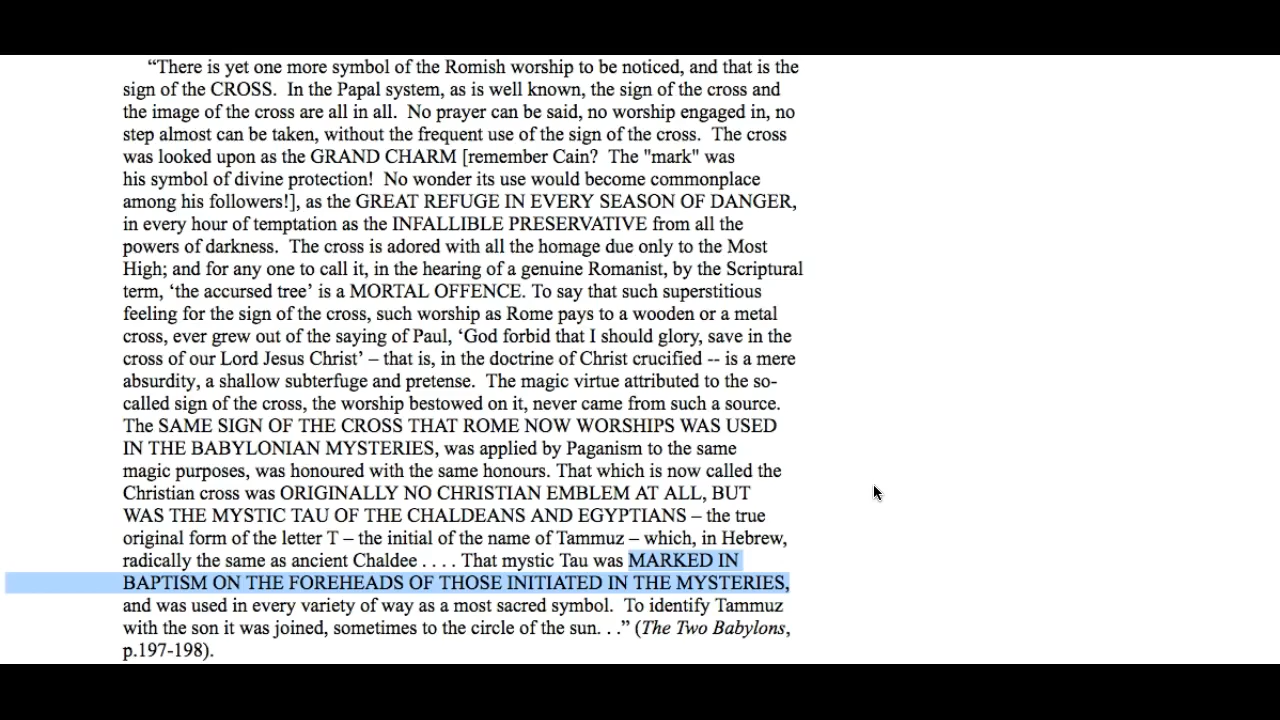 “There is yet one more symbol of the Romish worship to be noticed, and that is the
sign of the CROSS.  In the Papal system, as is well known, the sign of the cross and
the image of the cross are all in all.  No prayer can be said, no worship engaged in, no
step almost can be taken, without the frequent use of the sign of the cross.  The cross
was looked upon as the GRAND CHARM [remember Cain?  The "mark" was
his symbol of divine protection!  No wonder its use would become commonplace
among his followers!], as the GREAT REFUGE IN EVERY SEASON OF DANGER,
in every hour of temptation as the INFALLIBLE PRESERVATIVE from all the
powers of darkness.  The cross is adored with all the homage due only to the Most
High; and for any one to call it, in the hearing of a genuine Romanist, by the Scriptural
term, ‘the accursed tree’ is a MORTAL OFFENCE. To say that such superstitious
feeling for the sign of the cross, such worship as Rome pays to a wooden or a metal
cross, ever grew out of the saying of Paul, ‘God forbid that I should glory, save in the
cross of our Lord Jesus Christ’ – that is, in the doctrine of Christ crucified -- is a mere
absurdity, a shallow subterfuge and pretense.  The magic virtue attributed to the so-
called sign of the cross, the worship bestowed on it, never came from such a source.
The SAME SIGN OF THE CROSS THAT ROME NOW WORSHIPS WAS USED
IN THE BABYLONIAN MYSTERIES, was applied by Paganism to the same
magic purposes, was honoured with the same honours. That which is now called the
Christian cross was ORIGINALLY NO CHRISTIAN EMBLEM AT ALL, BUT
WAS THE MYSTIC TAU OF THE CHALDEANS AND EGYPTIANS – the true
original form of the letter T – the initial of the name of Tammuz – which, in Hebrew,
radically the same as ancient Chaldee . . . . That mystic Tau was MARKED IN
BAPTISM ON THE FOREHEADS OF THOSE INITIATED IN THE MYSTERIES,
and was used in every variety of way as a most sacred symbol.  To identify Tammuz
with the son it was joined, sometimes to the circle of the sun. . .” (The Two Babylons,
p.197-198).